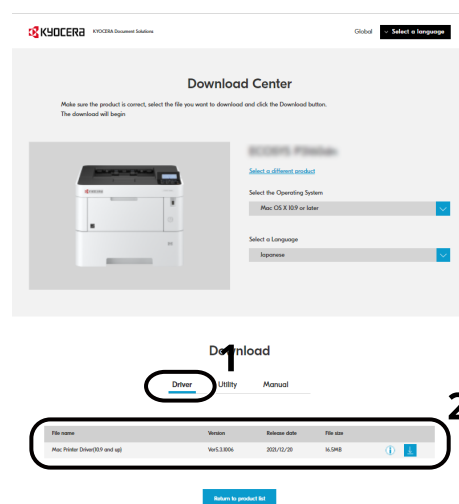 KYOCERA KYOCERA Document Solutions Global Select a language
Download Center
Make sure the product is correct, select the file you want to download and click the Download button.
The download will begin
Select a different product
Select the Operating System
Mac OS X 10.9 or later
Select a Language
Japanese
KYOCERA
Download
1
Driver Utility Manual
2
File name Version Release date File size
Mac Printer Driver(10.9 and up) Ver5.3.1006 2021/12/20 16.5MB
Return to product list